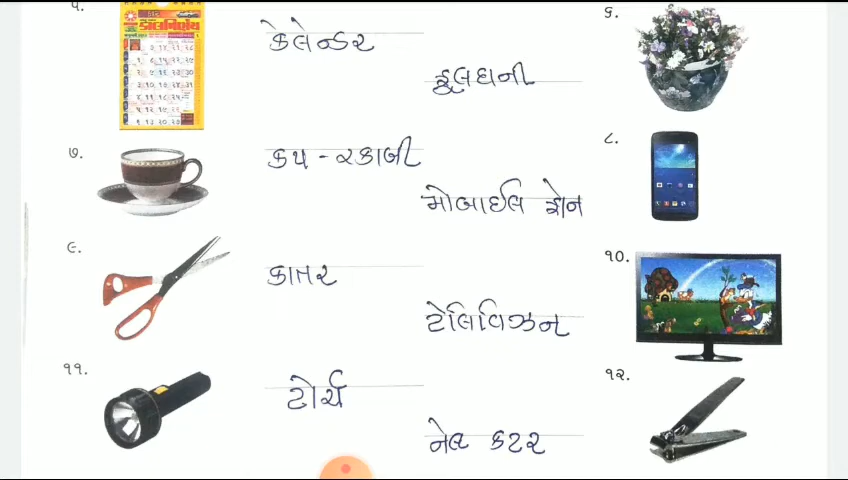 ૫.
કેલેન્ડર
૬.
ફૂલદાની
૭.
કપ - રકાબી
૮.
મોબાઈલ ફોન
૯.
કાતર
૧૦.
ટેલિવિઝન
૧૧.
ટોર્ચ
૧૨.
નેલ કટર